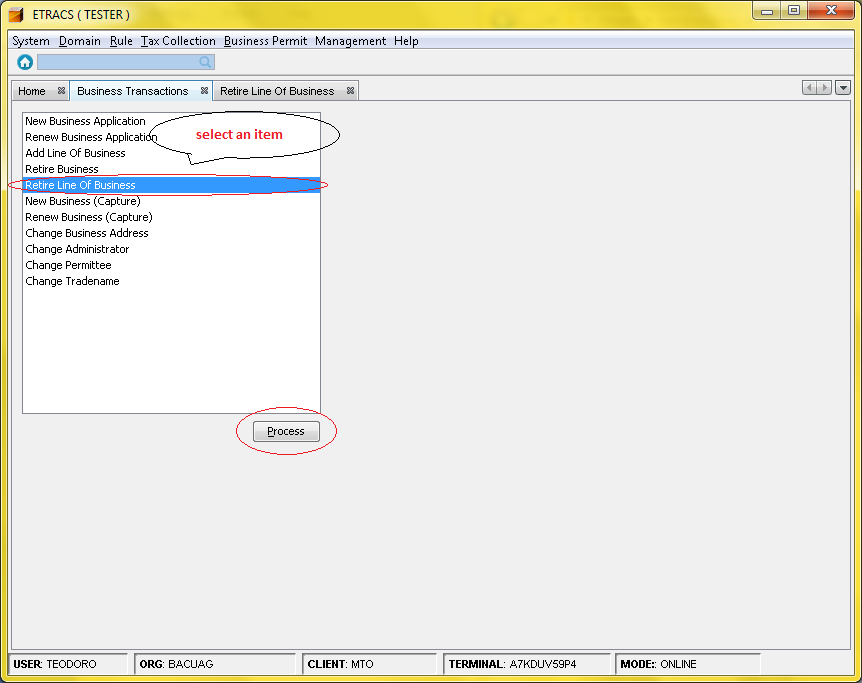 ETRACS ( TESTER )
System Domain Rule Tax Collection Business Permit Management Help
Home Business Transactions Retire Line Of Business
New Business Application
Renew Business Application
select an item
Add Line Of Business
Retire Business
Retire Line Of Business
New Business (Capture)
Renew Business (Capture)
Change Business Address
Change Administrator
Change Permittee
Change Tradename
Process
USER: TEODORO ORG: BACUAG CLIENT: MTO TERMINAL: A7KDUV59P4 MODE:: ONLINE